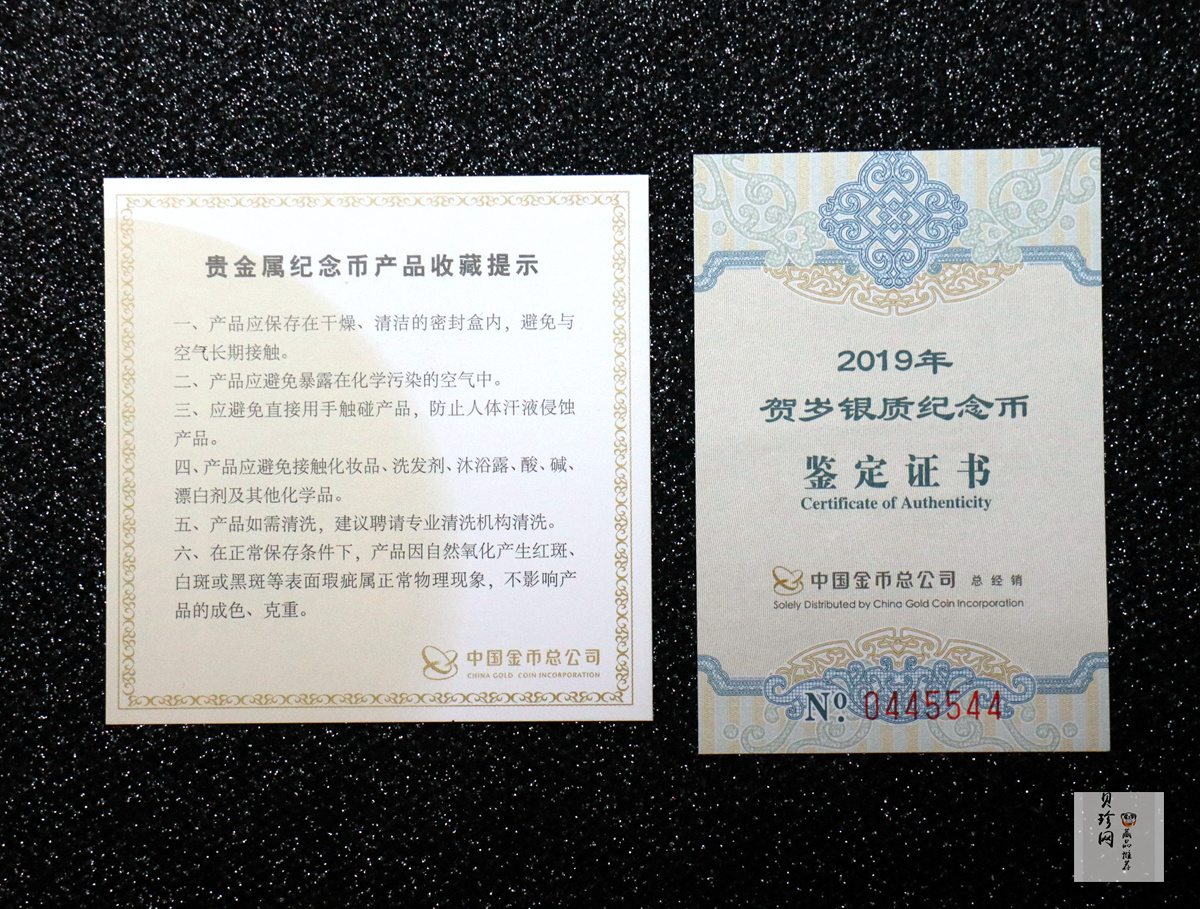 贵金属纪念币产品收藏提示
一、产品应保存在干燥、清洁的密封盒内，避免与
空气长期接触。
二、产品应避免暴露在化学污染的空气中。
三、应避免直接用手触碰产品，防止人体汗液侵蚀
产品。
四、产品应避免接触化妆品、洗发剂、沐浴露、酸、碱、
漂白剂及其他化学品。
五、产品如需清洗，建议聘请专业清洗机构清洗。
六、在正常保存条件下，产品因自然氧化产生红斑、
白斑或黑斑等表面瑕疵属正常物理现象，不影响产
品的成色、克重。
中国金币总公司
CHINA GOLD COIN INCORPORATION
2019年
贺岁银质纪念币
鉴定证书
Certificate of Authenticity
中国金币总公司 总经销
Solely Distributed by China Gold Coin Incorporation
Nº. 0445544
贝珍网
藏品推荐